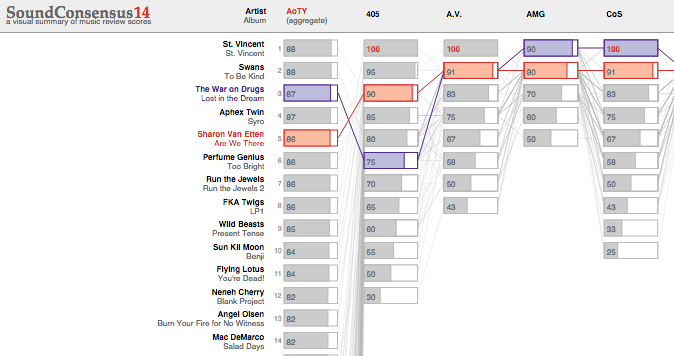 SoundConsensus14
a visual summary of music review scores
Artist
Album
AoTY
(aggregate)
405
A.V.
AMG
CoS
St. Vincent
St. Vincent
1 88 100 100 90 100
Swans
To Be Kind
2 88 95 91 80 91
The War on Drugs
Lost in the Dream
3 87 90 83 70 83
Aphex Twin
Syro
4 87 85 75 60 75
Sharon Van Etten
Are We There
5 86 80 67 50 67
Perfume Genius
Too Bright
6 86 75 58 58
Run the Jewels
Run the Jewels 2
7 86 70 50 50
FKA Twigs
LP1
8 86 65 43 43
Wild Beasts
Present Tense
9 85 60 33
Sun Kil Moon
Benji
10 84 55 25
Flying Lotus
You're Dead!
11 84 50
Neneh Cherry
Blank Project
12 82 30
Angel Olsen
Burn Your Fire for No Witness
13 82
Mac DeMarco
Salad Days
14 82